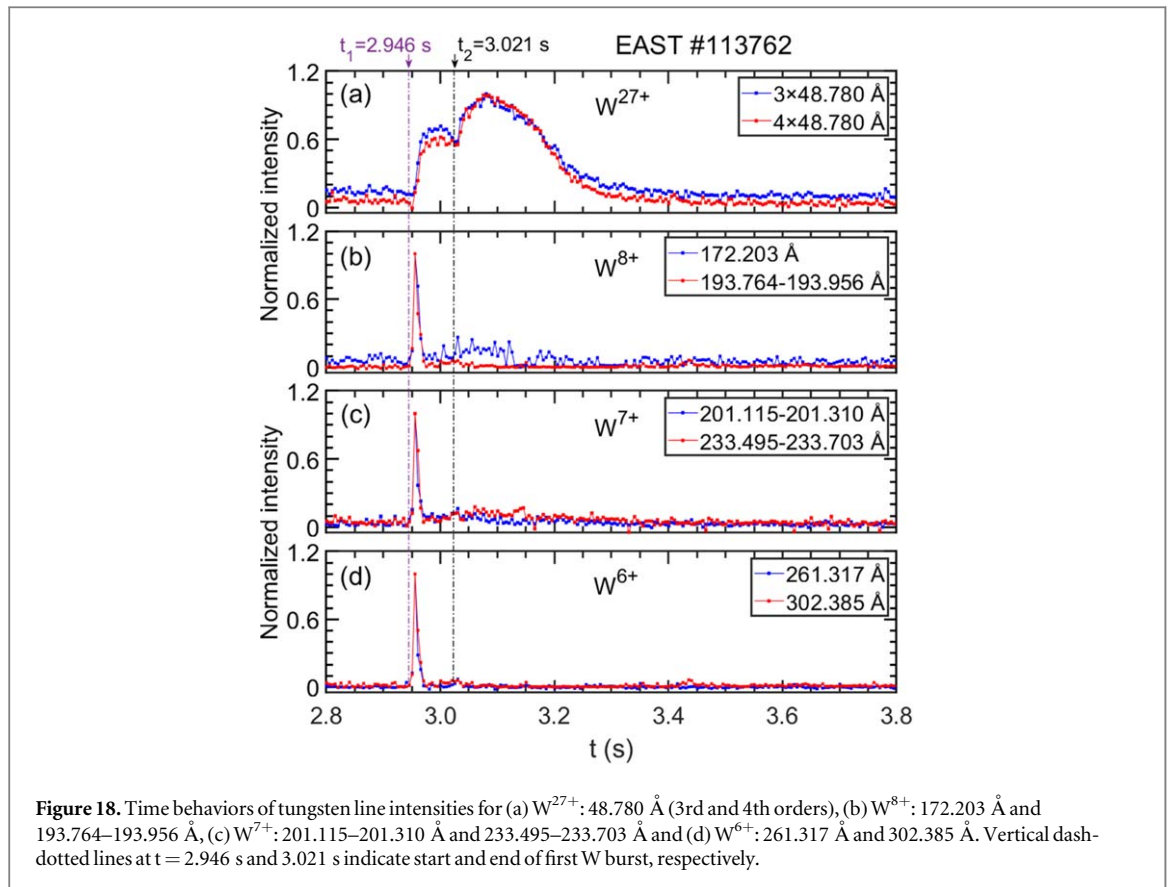 t1=2.946 s t2=3.021 s EAST #113762
1.2
0.6
0
Normalized intensity
(a)
W27+
3×48.780 Å
4×48.780 Å
1.2
0.6
0
(b)
W8+
172.203 Å
193.764-193.956 Å
1.2
0.6
0
Normalized intensity
(c)
W7+
201.115-201.310 Å
233.495-233.703 Å
1.2
0.6
0
(d)
W6+
261.317 Å
302.385 Å
2.8 3.0 3.2 3.4 3.6 3.8
t (s)
Figure 18. Time behaviors of tungsten line intensities for (a) W27+: 48.780 Å (3rd and 4th orders), (b) W8+: 172.203 Å and
193.764–193.956 Å, (c) W7+: 201.115–201.310 Å and 233.495–233.703 Å and (d) W6+: 261.317 Å and 302.385 Å. Vertical dash-
dotted lines at t = 2.946 s and 3.021 s indicate start and end of first W burst, respectively.